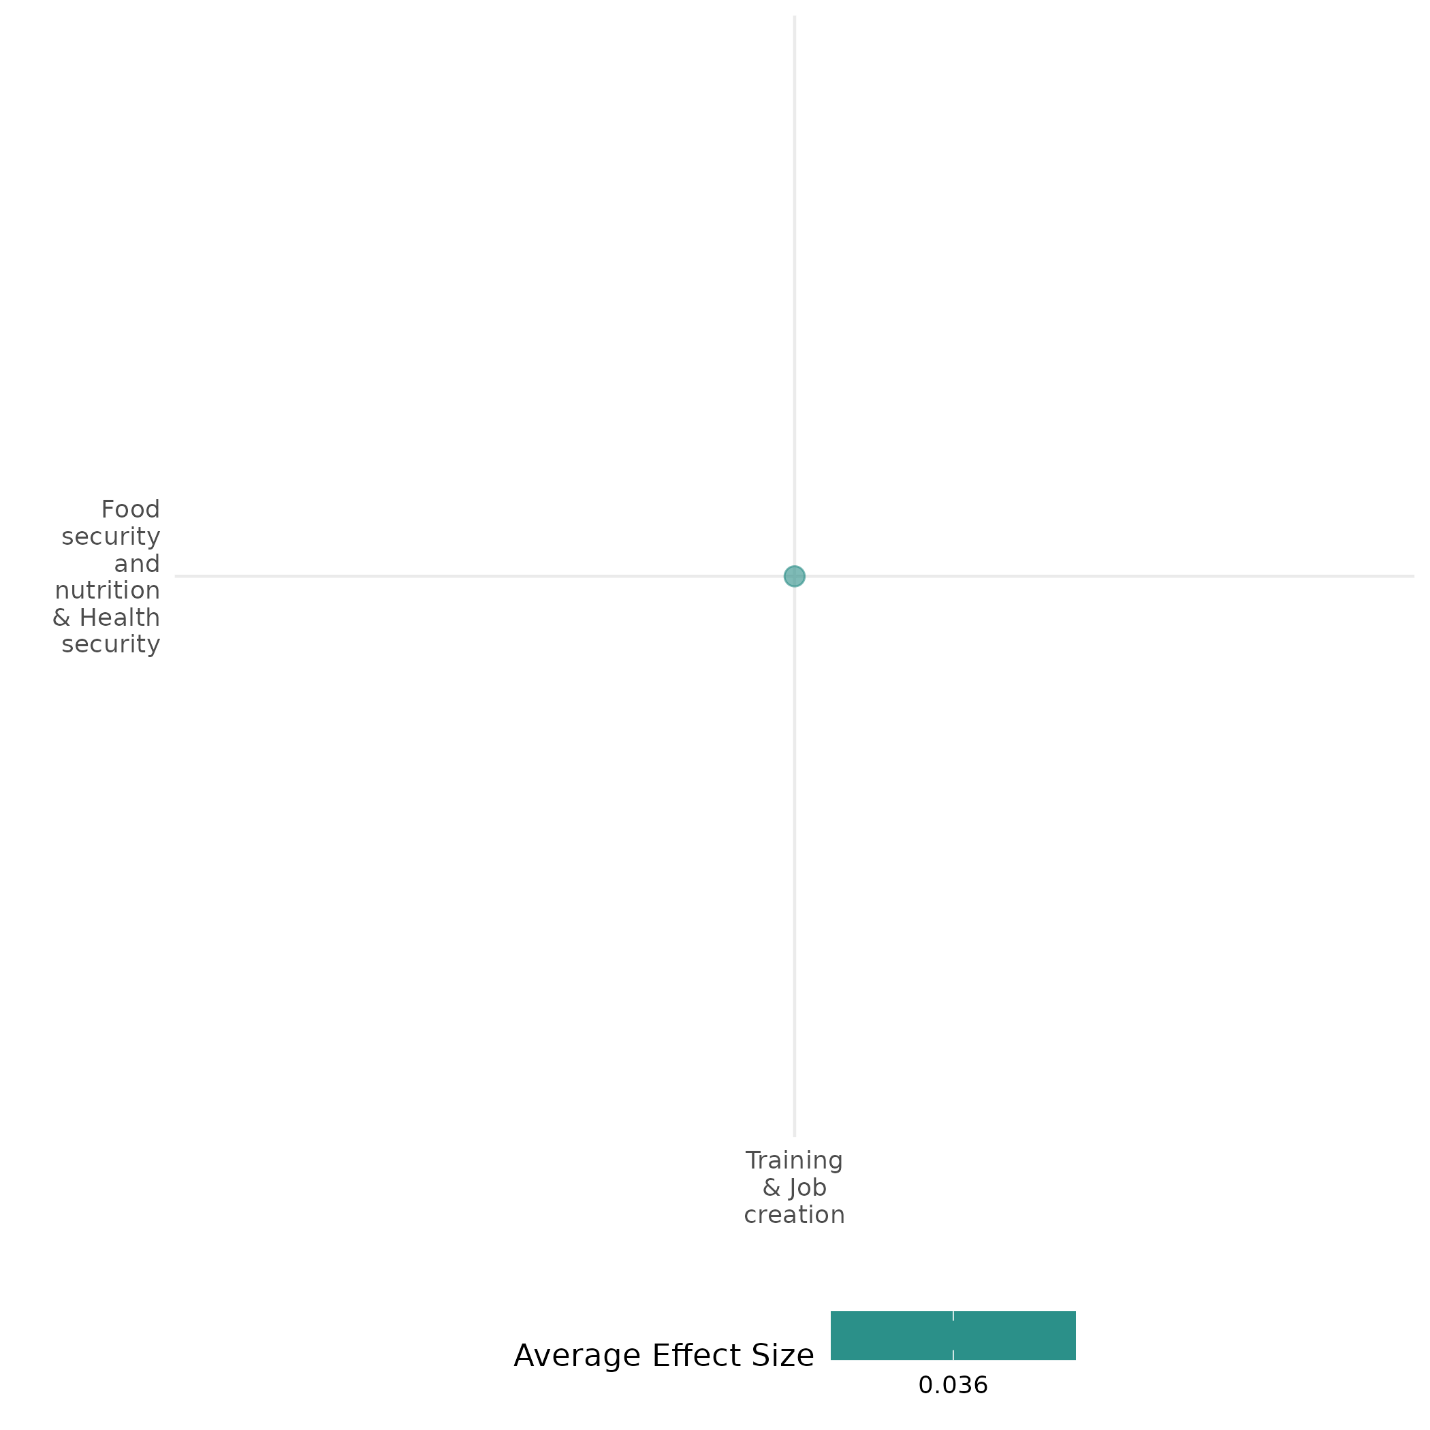 Food
security
and
nutrition
& Health
security
Training
& Job
creation
Average Effect Size
0.036